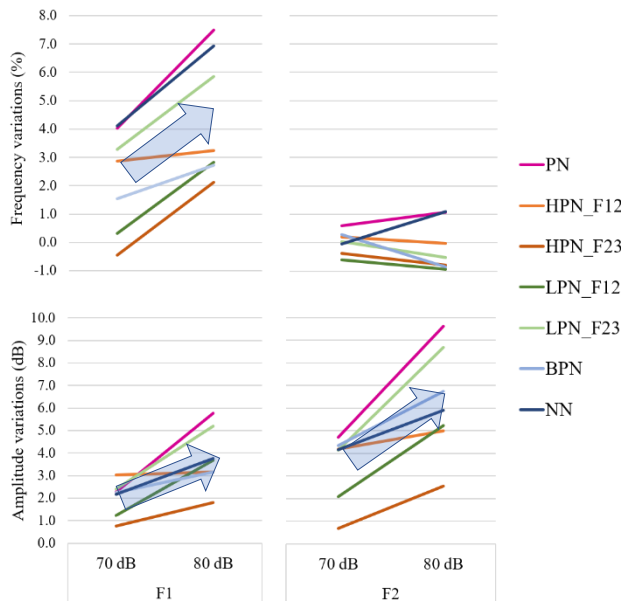 Frequency variations (%)
8.0
7.0
6.0
5.0
4.0
3.0
2.0
1.0
0.0
-1.0
Amplitude variations (dB)
10.0
9.0
8.0
7.0
6.0
5.0
4.0
3.0
2.0
1.0
0.0
70 dB 80 dB 70 dB 80 dB
F1 F2
PN
HPN_F12
HPN_F23
LPN_F12
LPN_F23
BPN
NN